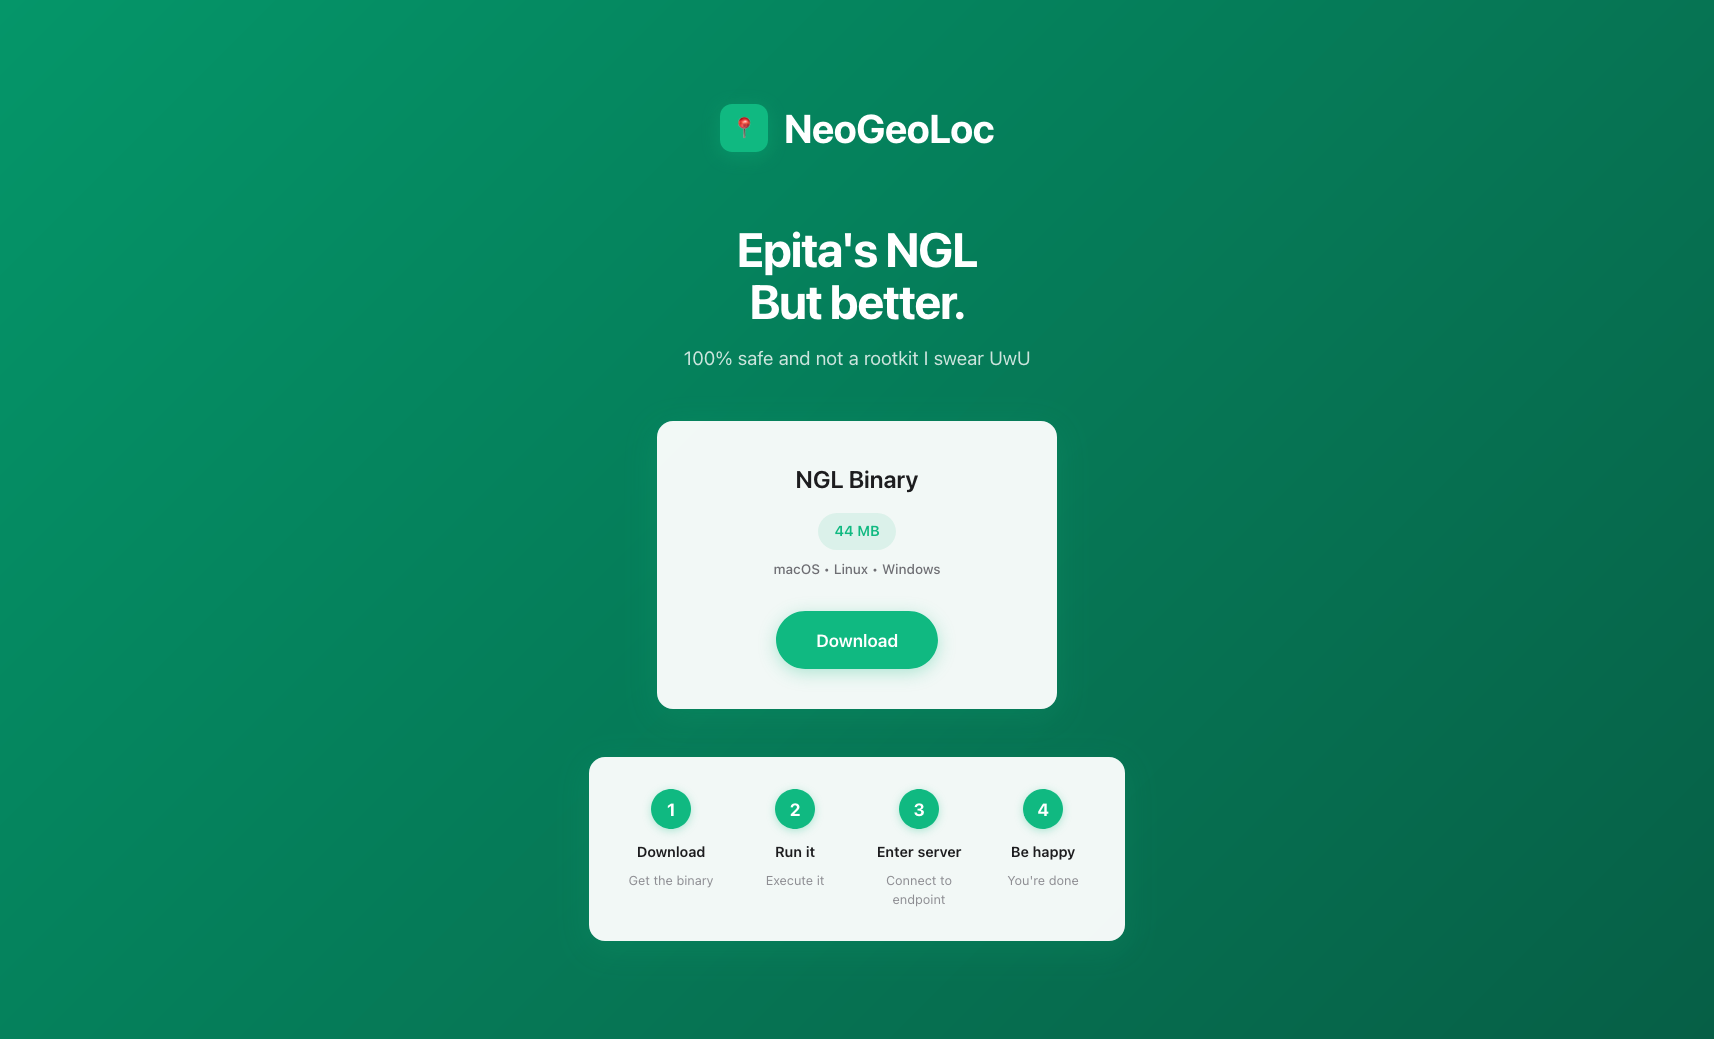 NeoGeoLoc
Epita's NGL
But better.
100% safe and not a rootkit I swear UwU
NGL Binary
44 MB
macOS • Linux • Windows
Download
1
Download
Get the binary
2
Run it
Execute it
3
Enter server
Connect to
endpoint
4
Be happy
You're done